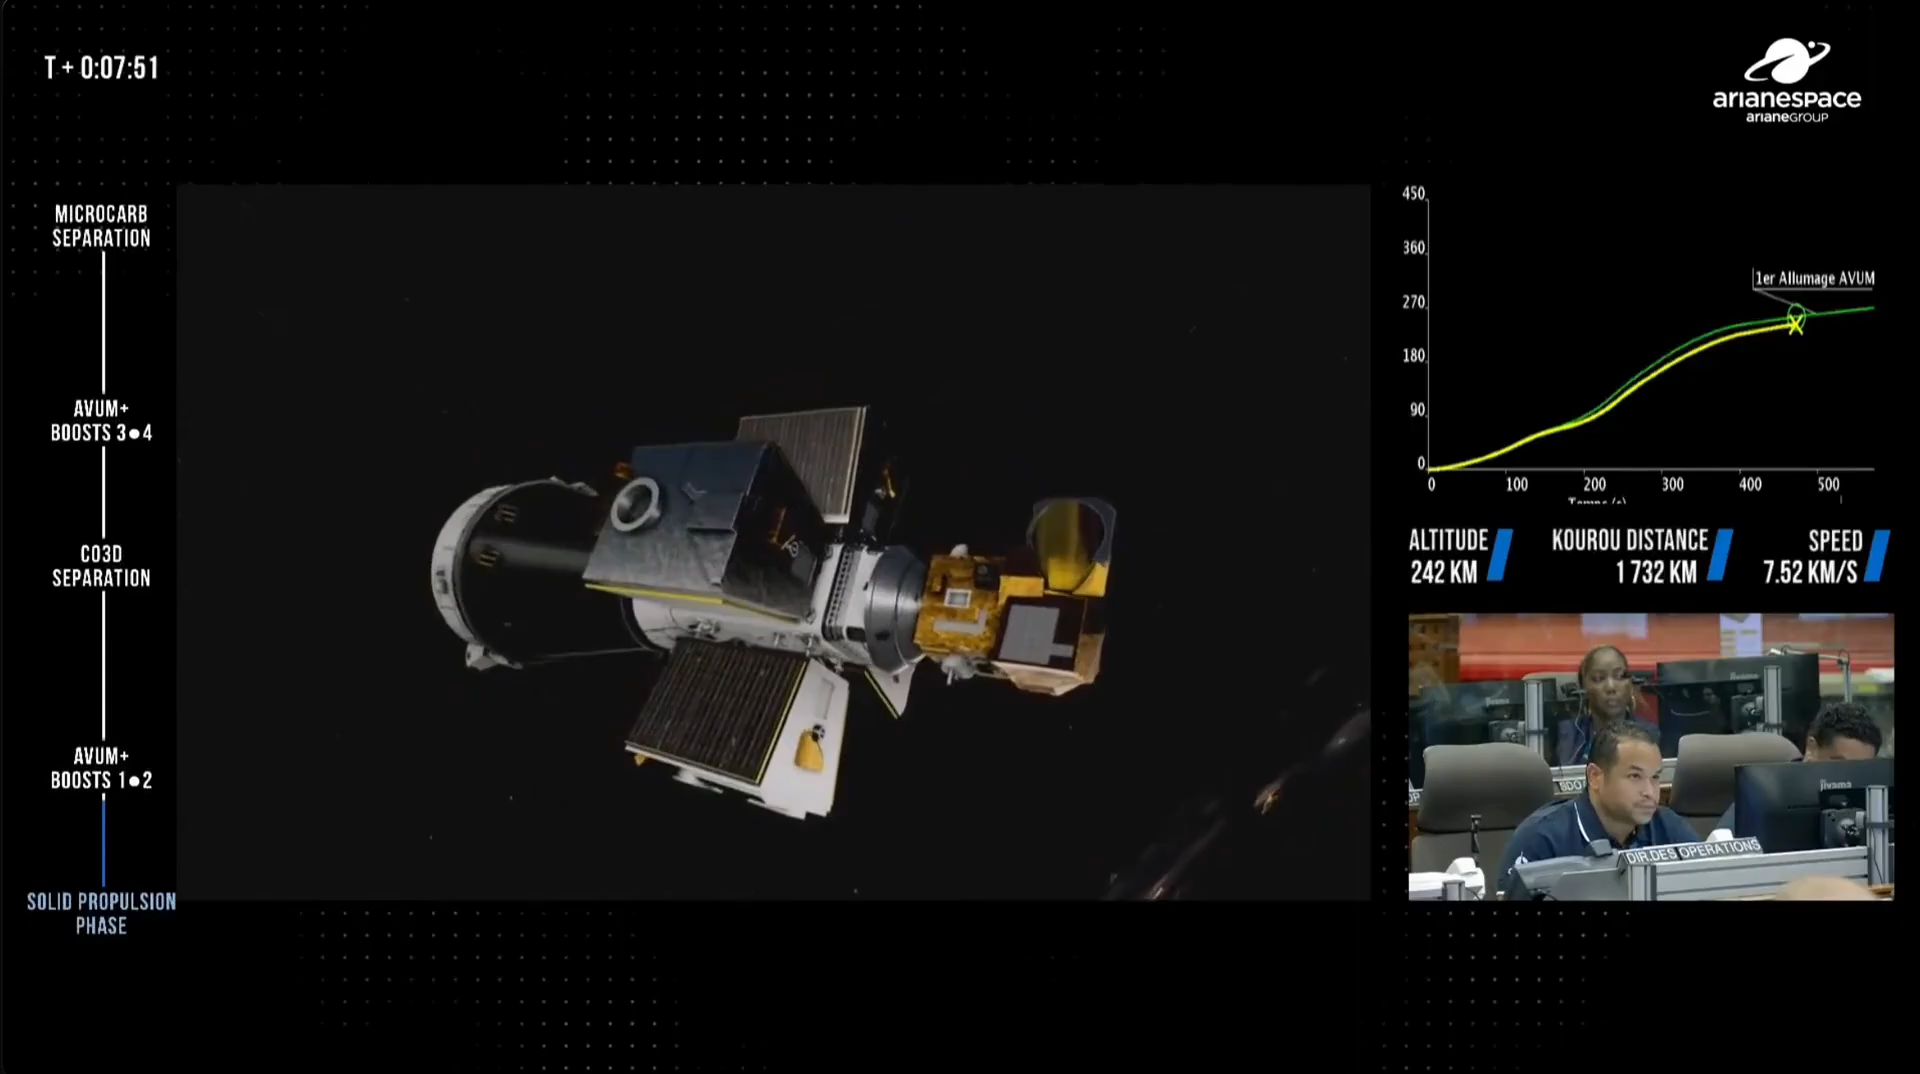 T + 0:07:51
arianespace
arianeGROUP
MICROCARB
SEPARATION
AVUM+
BOOSTS 3●4
CO3D
SEPARATION
AVUM+
BOOSTS 1●2
SOLID PROPULSION
PHASE
450
360
270
180
90
0
1er Allumage AVUM
0 100 200 300 400 500
ALTITUDE
242 KM
KOUROU DISTANCE
1 732 KM
SPEED
7.52 KM/S
iiyama
DIR.DES OPERATIONS